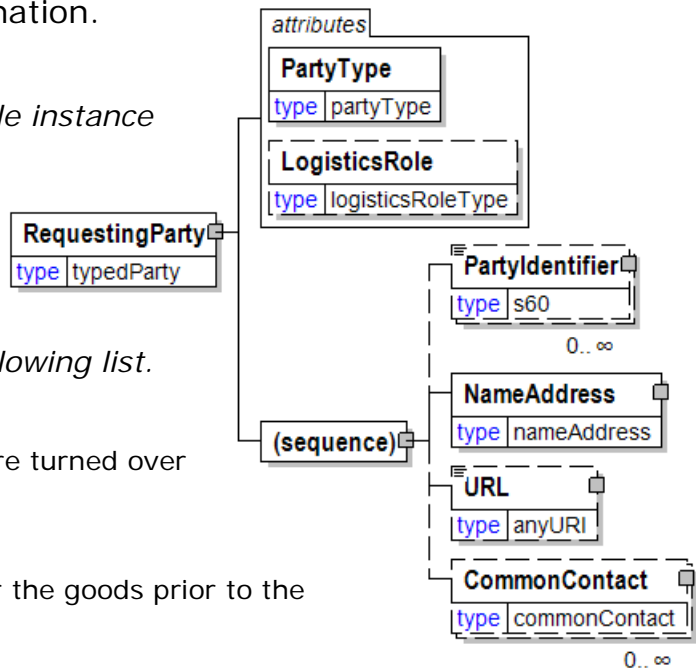 nation.
attributes
PartyType
type partyType
le instance
LogisticsRole
type logisticsRoleType
RequestingParty
type typedParty
PartyIdentifier
type s60
0.. ∞
lowing list.
NameAddress
type nameAddress
(sequence)
re turned over
URL
type anyURI
r the goods prior to the
CommonContact
type commonContact
0.. ∞